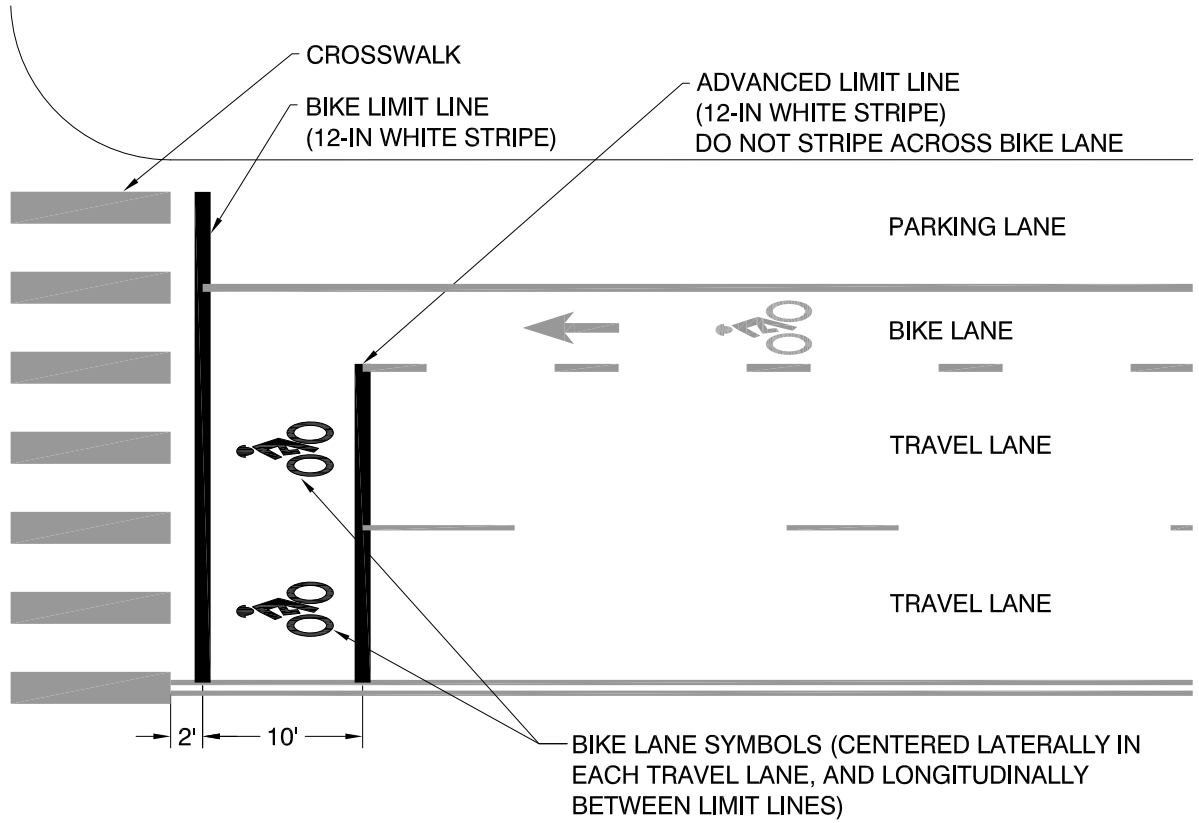 CROSSWALK
BIKE LIMIT LINE
(12-IN WHITE STRIPE)
ADVANCED LIMIT LINE
(12-IN WHITE STRIPE)
DO NOT STRIPE ACROSS BIKE LANE
PARKING LANE
BIKE LANE
TRAVEL LANE
TRAVEL LANE
2'
10'
BIKE LANE SYMBOLS (CENTERED LATERALLY IN
EACH TRAVEL LANE, AND LONGITUDINALLY
BETWEEN LIMIT LINES)